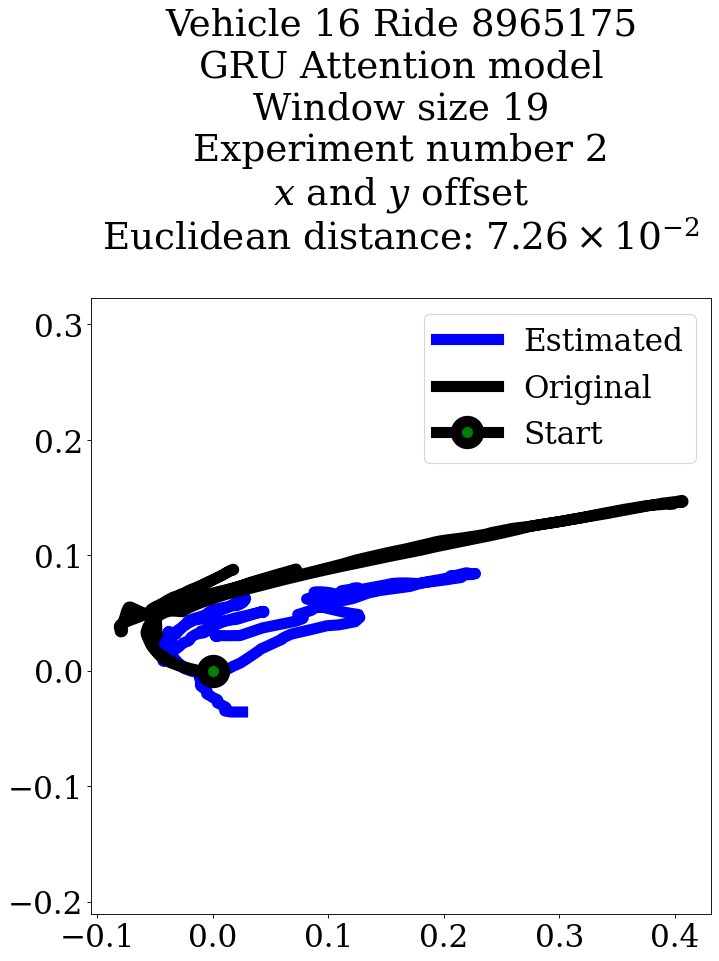 Vehicle 16 Ride 8965175
GRU Attention model
Window size 19
Experiment number 2
x and y offset
Euclidean distance: 7.26 × 10⁻²
Estimated
Original
Start
0.3
0.2
0.1
0.0
−0.1
−0.2
−0.1 0.0 0.1 0.2 0.3 0.4